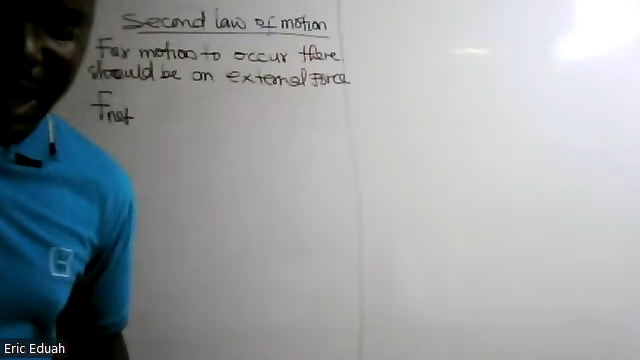 Second law of motion
For motion to occur there
should be an external Force
Fnet
Eric Eduah